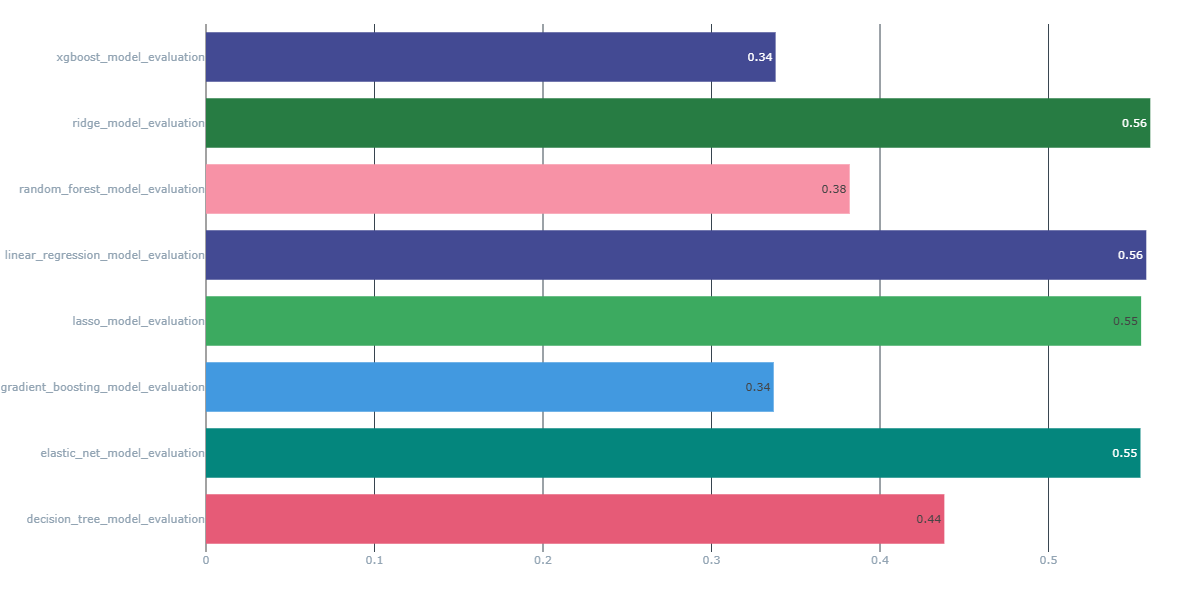 xgboost_model_evaluation 0.34
ridge_model_evaluation 0.56
random_forest_model_evaluation 0.38
linear_regression_model_evaluation 0.56
lasso_model_evaluation 0.55
gradient_boosting_model_evaluation 0.34
elastic_net_model_evaluation 0.55
decision_tree_model_evaluation 0.44
0 0.1 0.2 0.3 0.4 0.5